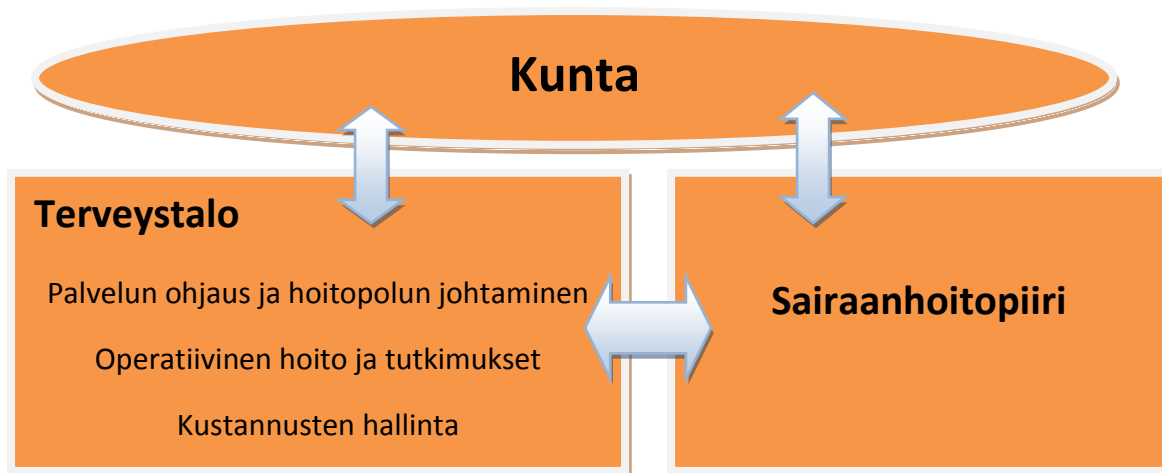 Kunta
Terveystalo
Palvelun ohjaus ja hoitopolun johtaminen
Operatiivinen hoito ja tutkimukset
Kustannusten hallinta
Sairaanhoitopiiri